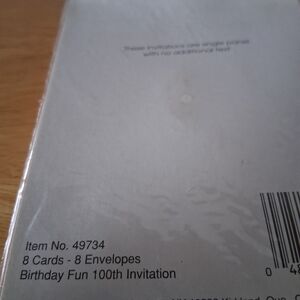 These invitations are single panel
with no additional text
Item No. 49734
8 Cards - 8 Envelopes
Birthday Fun 100th Invitation
0